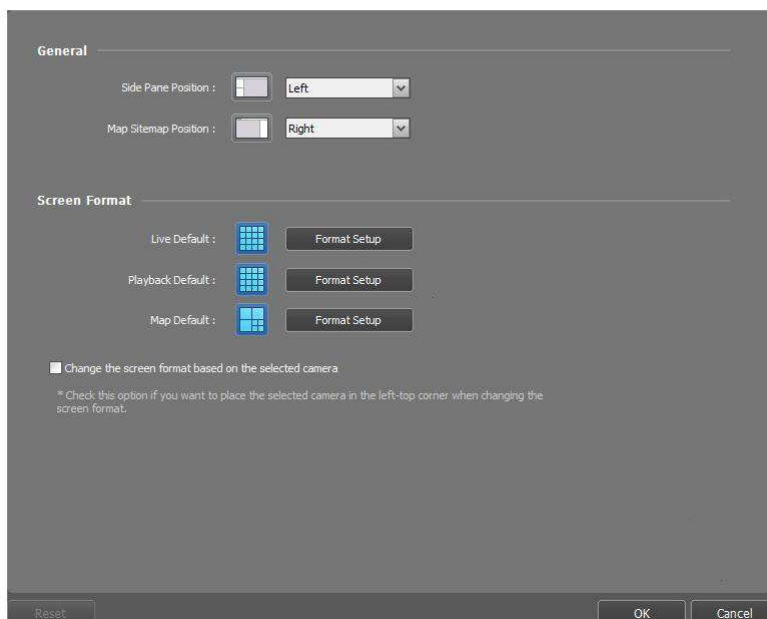 General
Side Pane Position :
Left
Map Sitemap Position :
Right
Screen Format
Live Default :
Format Setup
Playback Default :
Format Setup
Map Default :
Format Setup
Change the screen format based on the selected camera
* Check this option if you want to place the selected camera in the left-top corner when changing the
screen format.
Reset
OK
Cancel